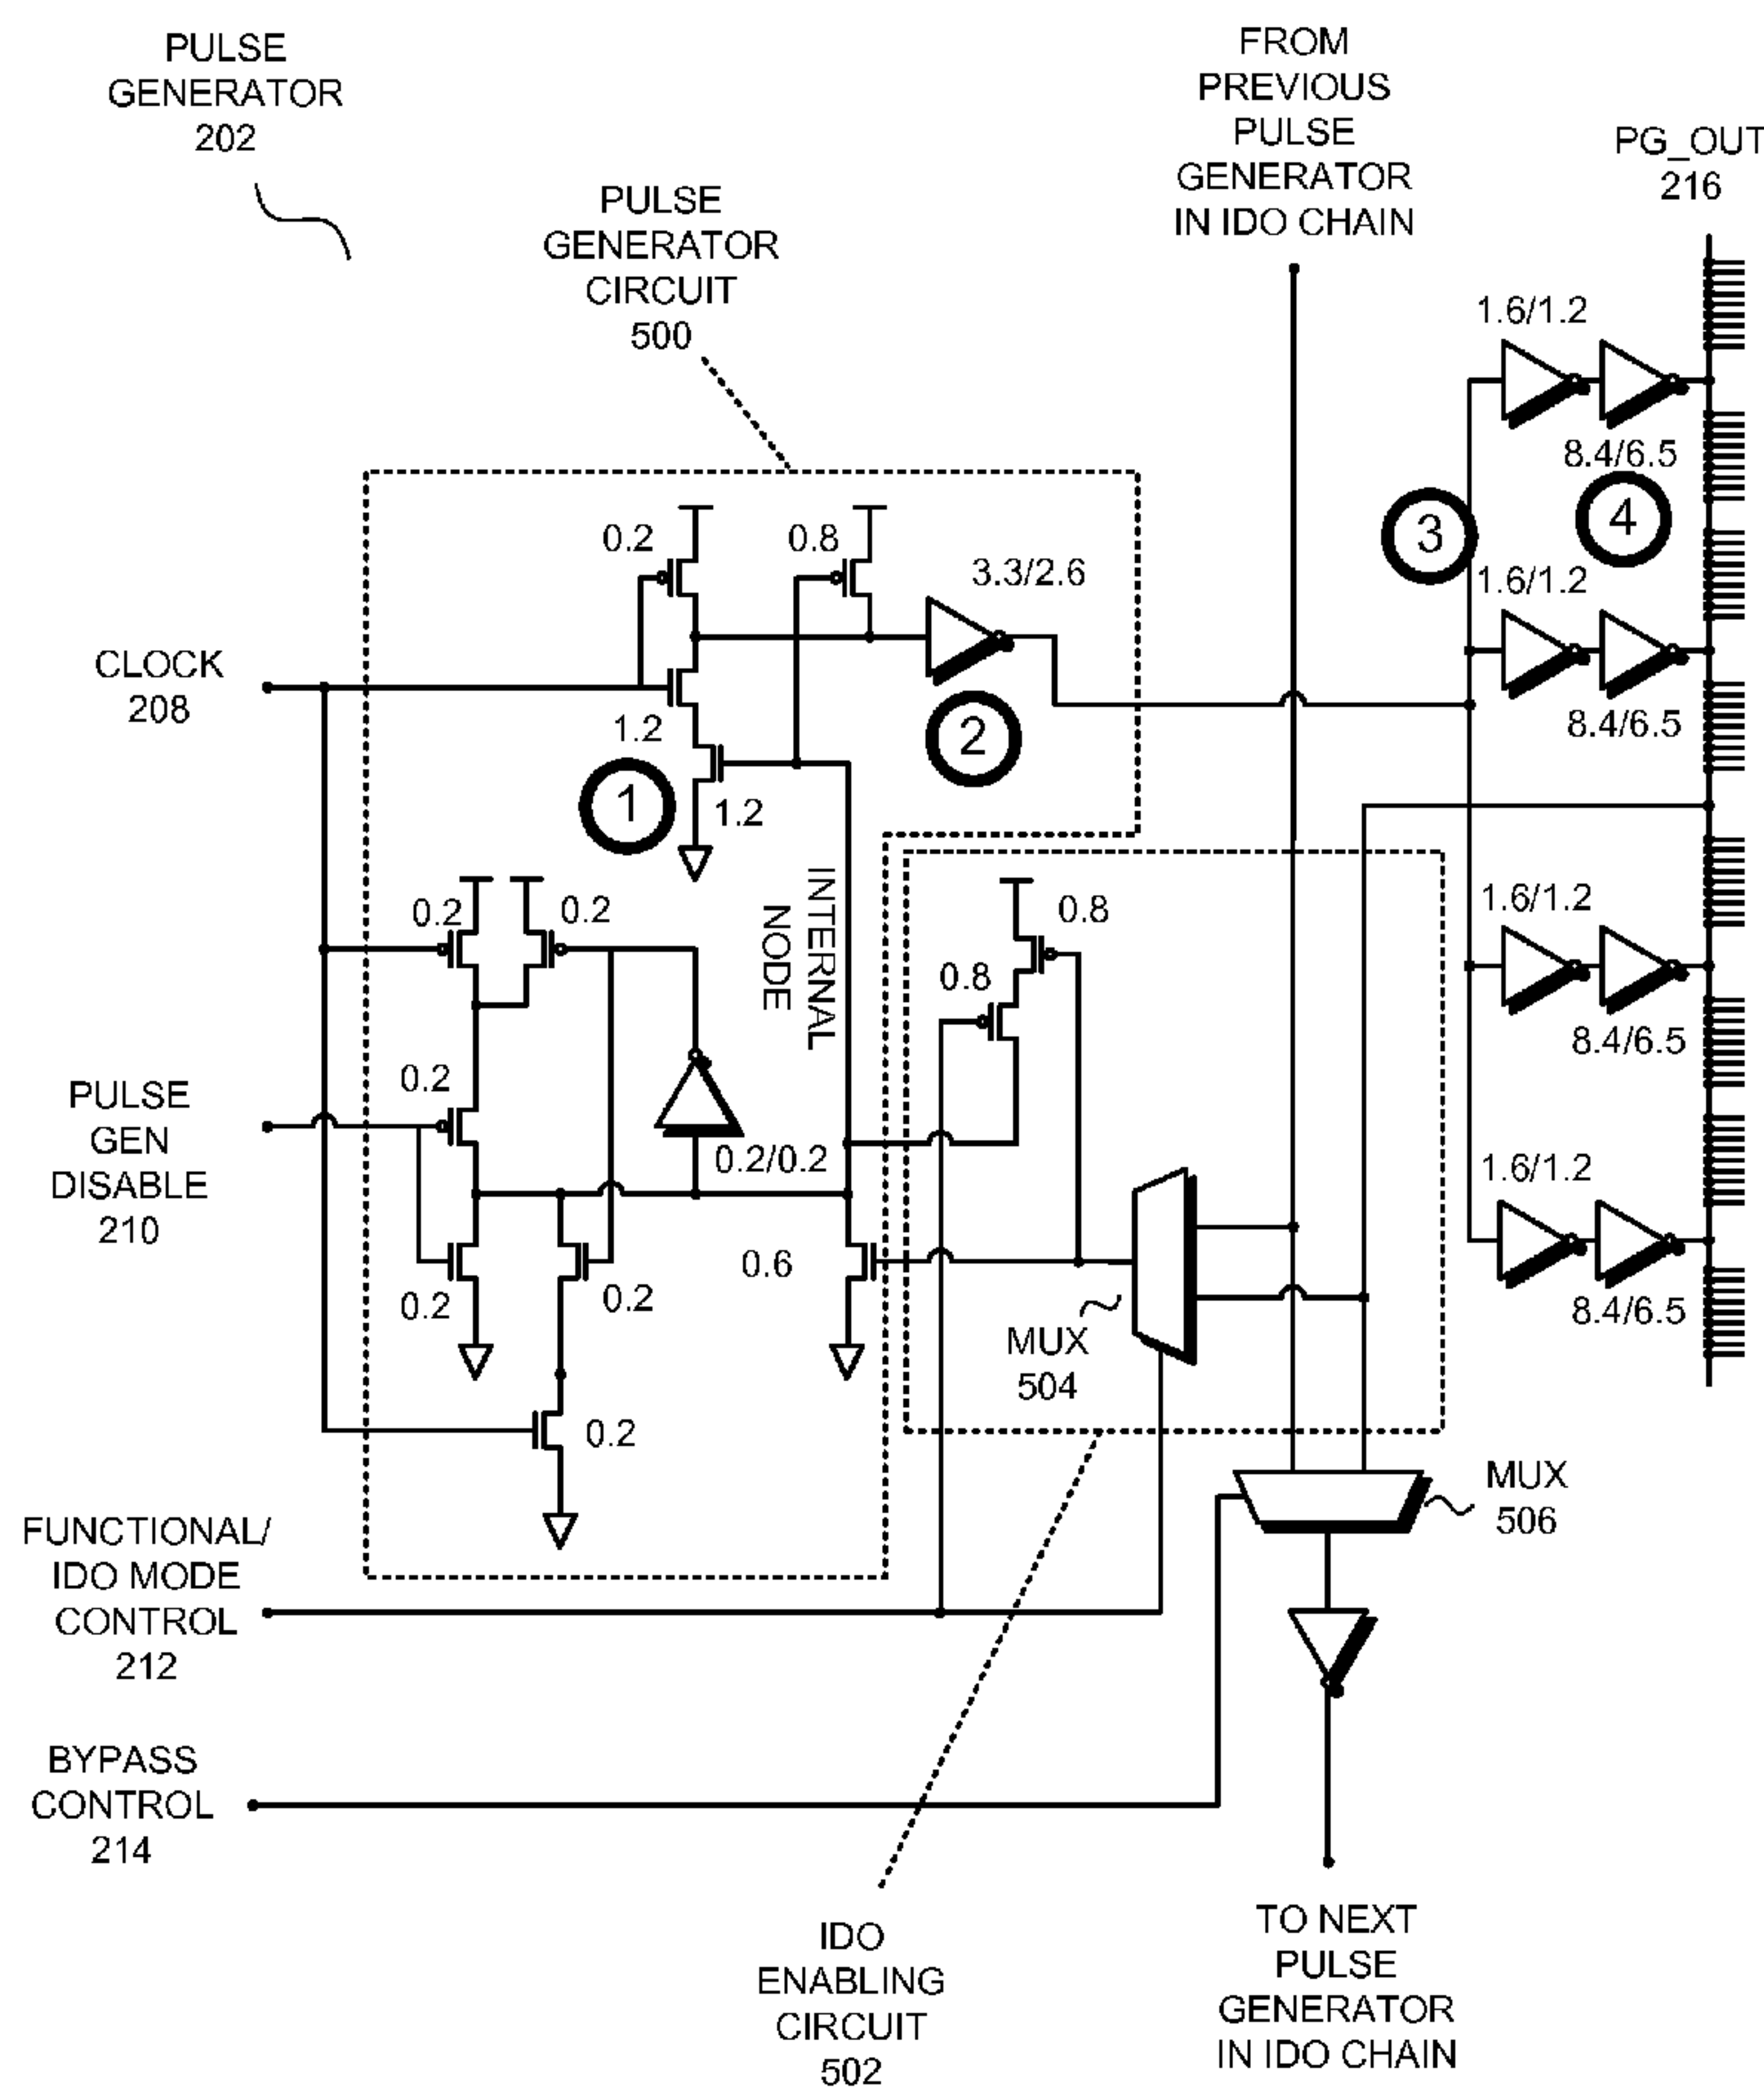 PULSE
GENERATOR
202
PULSE
GENERATOR
CIRCUIT
500
FROM
PREVIOUS
PULSE
GENERATOR
IN IDO CHAIN
PG_OUT
216
1.6/1.2
8.4/6.5
3
4
0.2
0.8
3.3/2.6
1.6/1.2
CLOCK
208
1.2
2
8.4/6.5
1
1.2
INTERNAL
NODE
0.2
0.2
0.8
1.6/1.2
0.8
8.4/6.5
PULSE
GEN
DISABLE
210
0.2
0.2/0.2
1.6/1.2
0.2
0.2
0.6
8.4/6.5
MUX
504
0.2
MUX
506
FUNCTIONAL/
IDO MODE
CONTROL
212
BYPASS
CONTROL
214
IDO
ENABLING
CIRCUIT
502
TO NEXT
PULSE
GENERATOR
IN IDO CHAIN